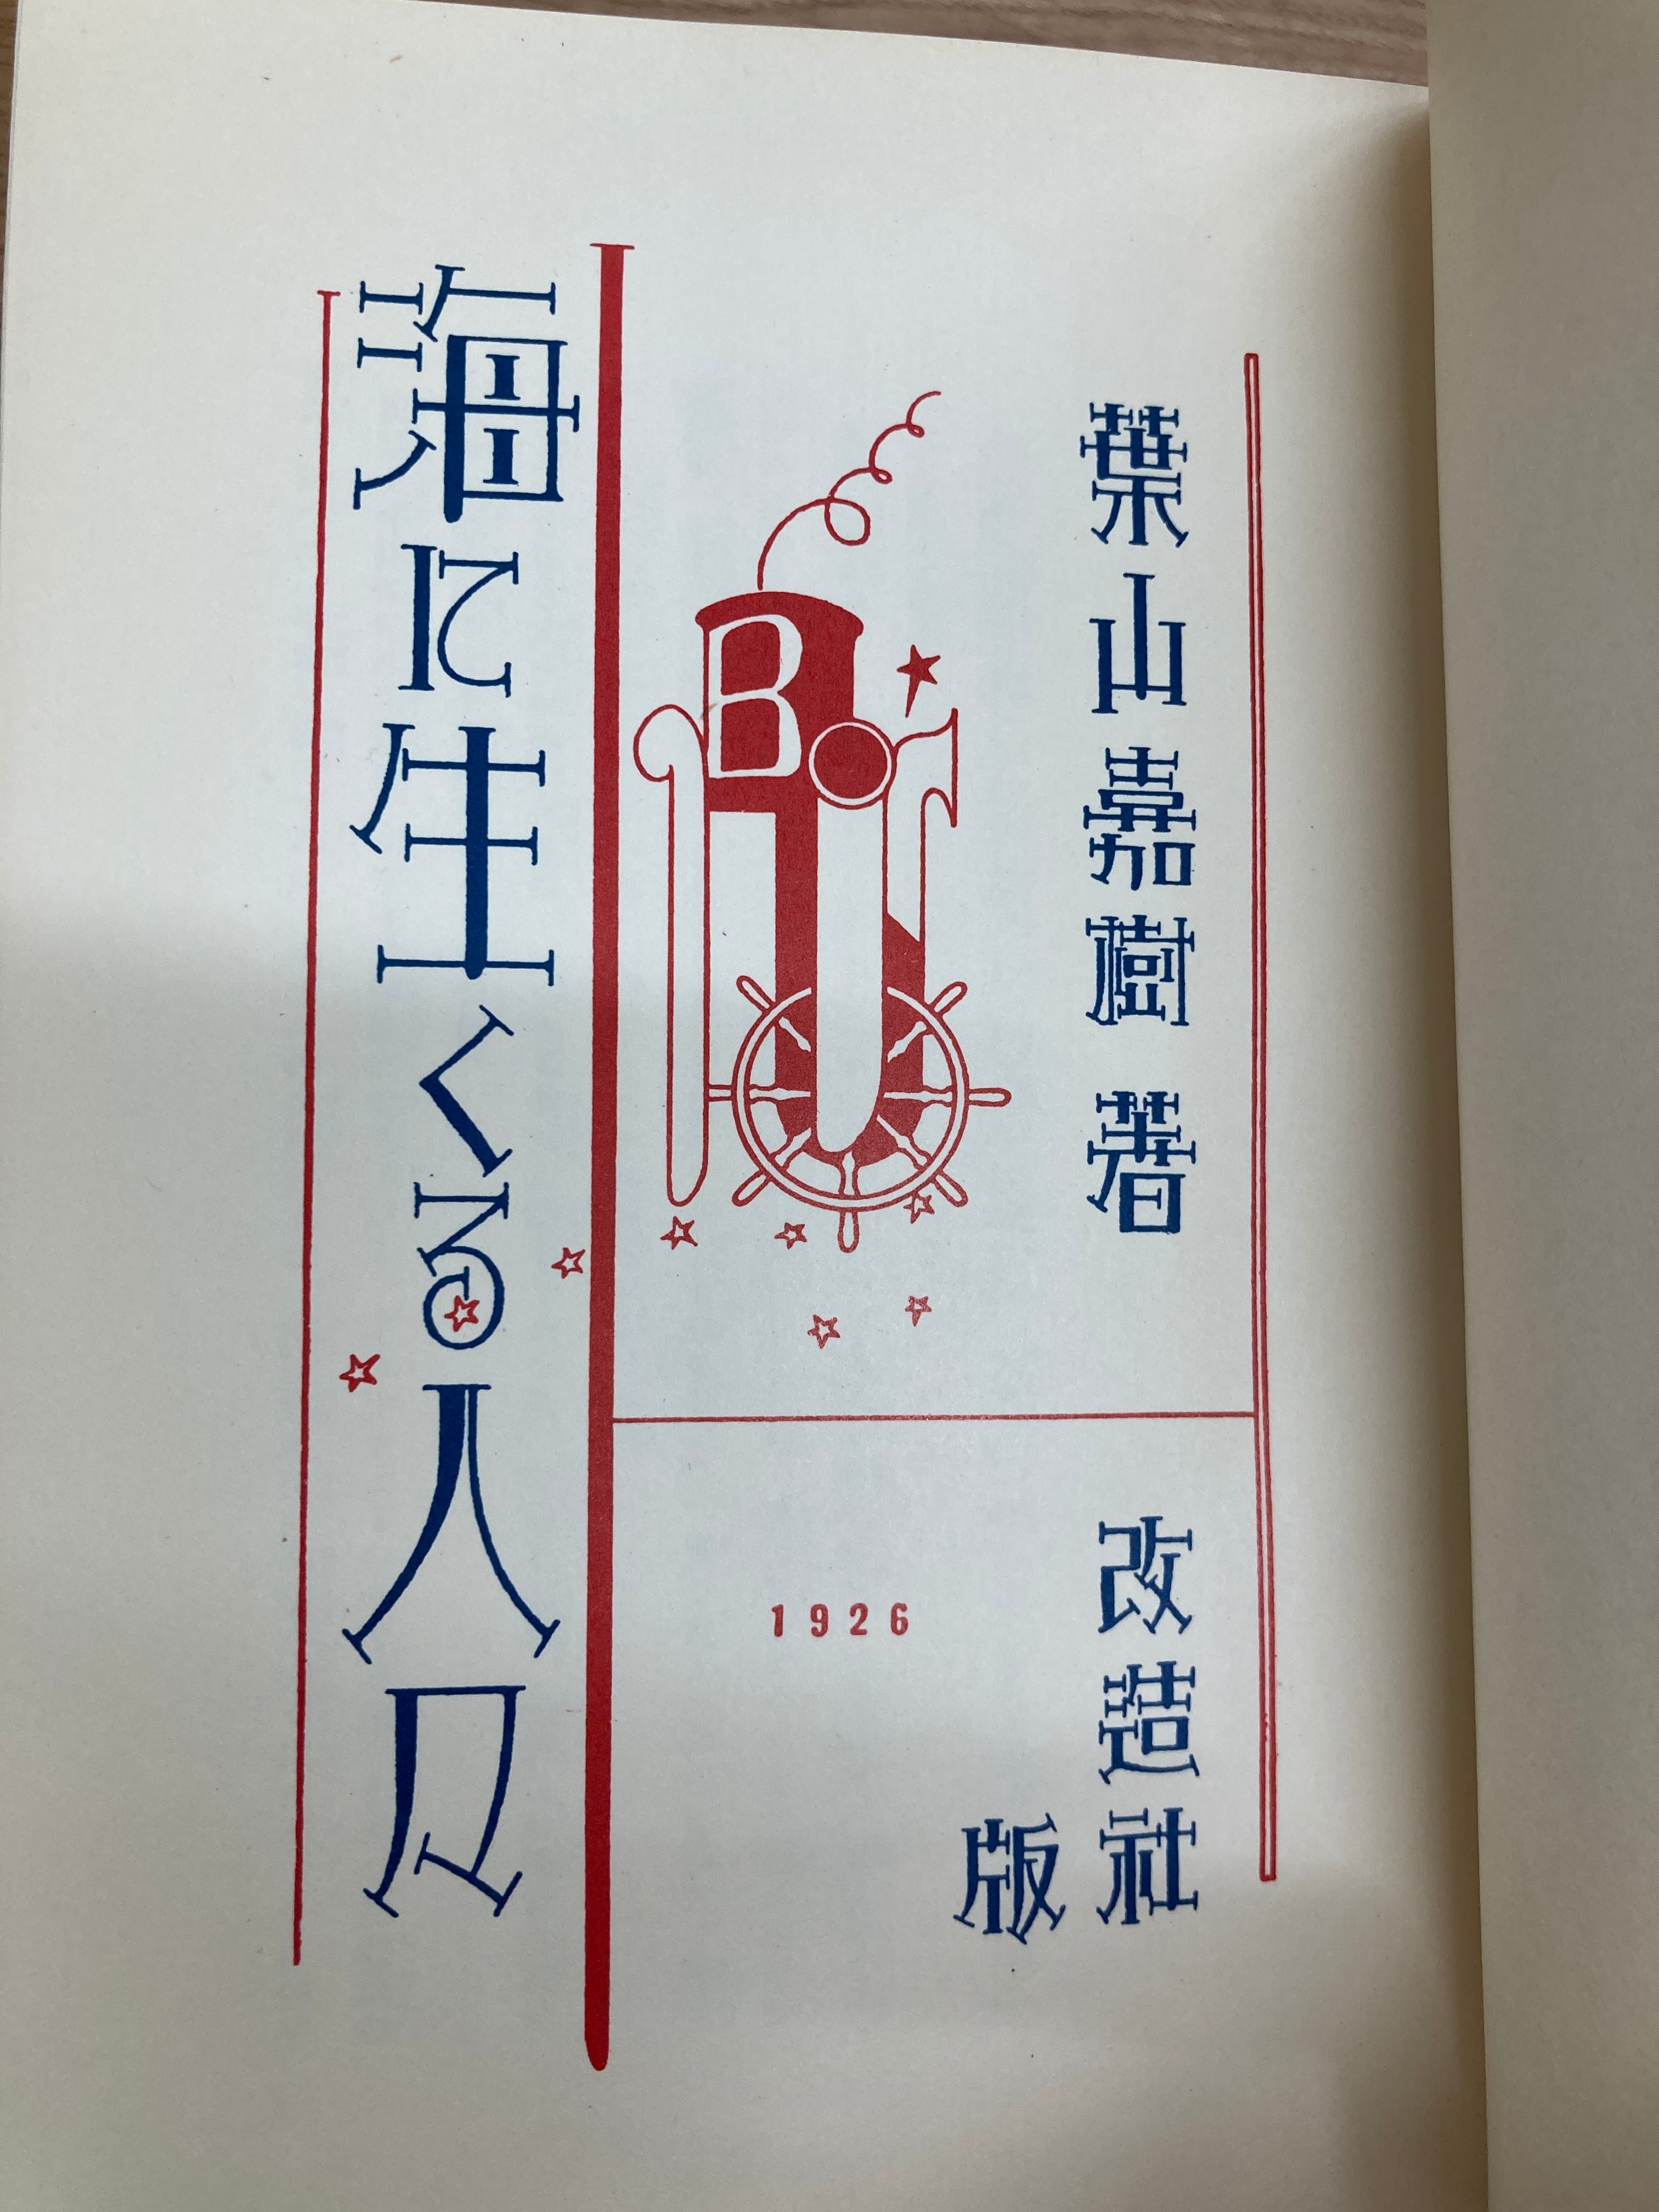 葉山嘉樹 著
改造社
版
1926
B
海に生くる人々